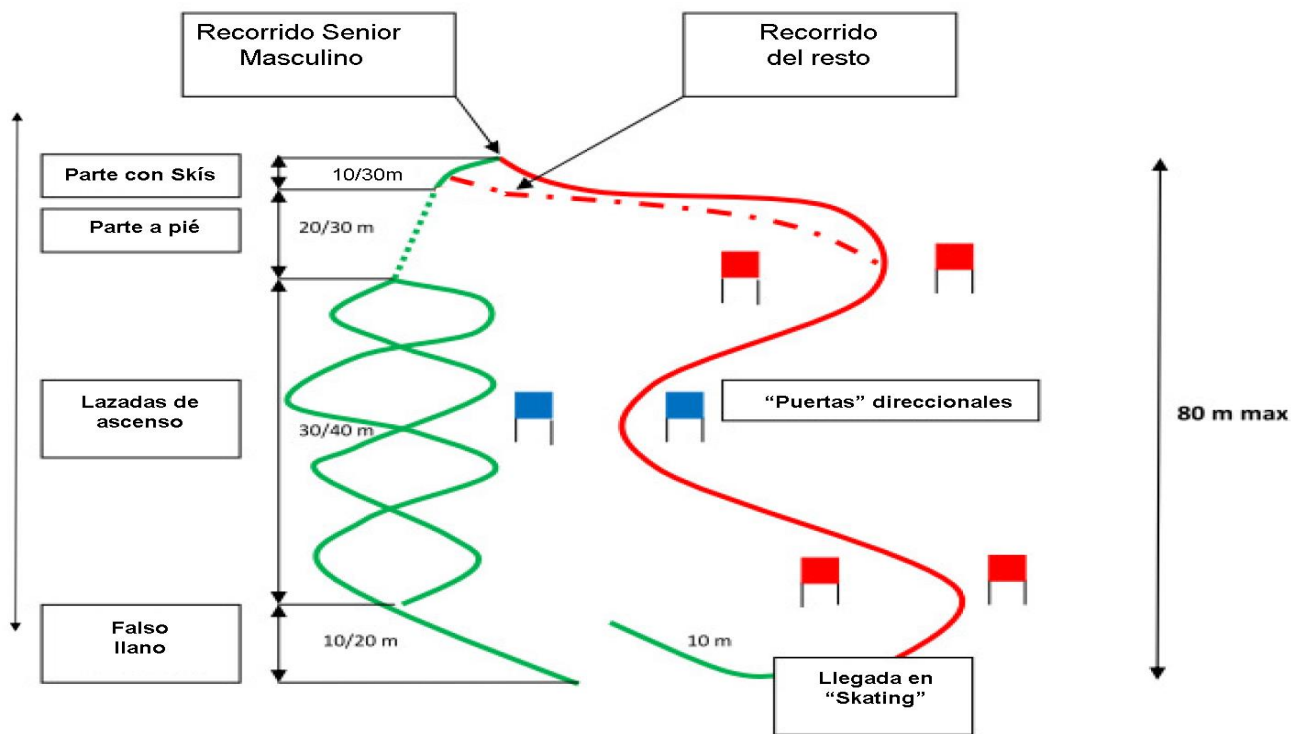 Recorrido Senior
Masculino
Recorrido
del resto
Parte con Skís
10/30m
Parte a pié
20/30 m
Lazadas de
ascenso
30/40 m
“Puertas” direccionales
80 m max
Falso
llano
10/20 m
10 m
Llegada en
“Skating”